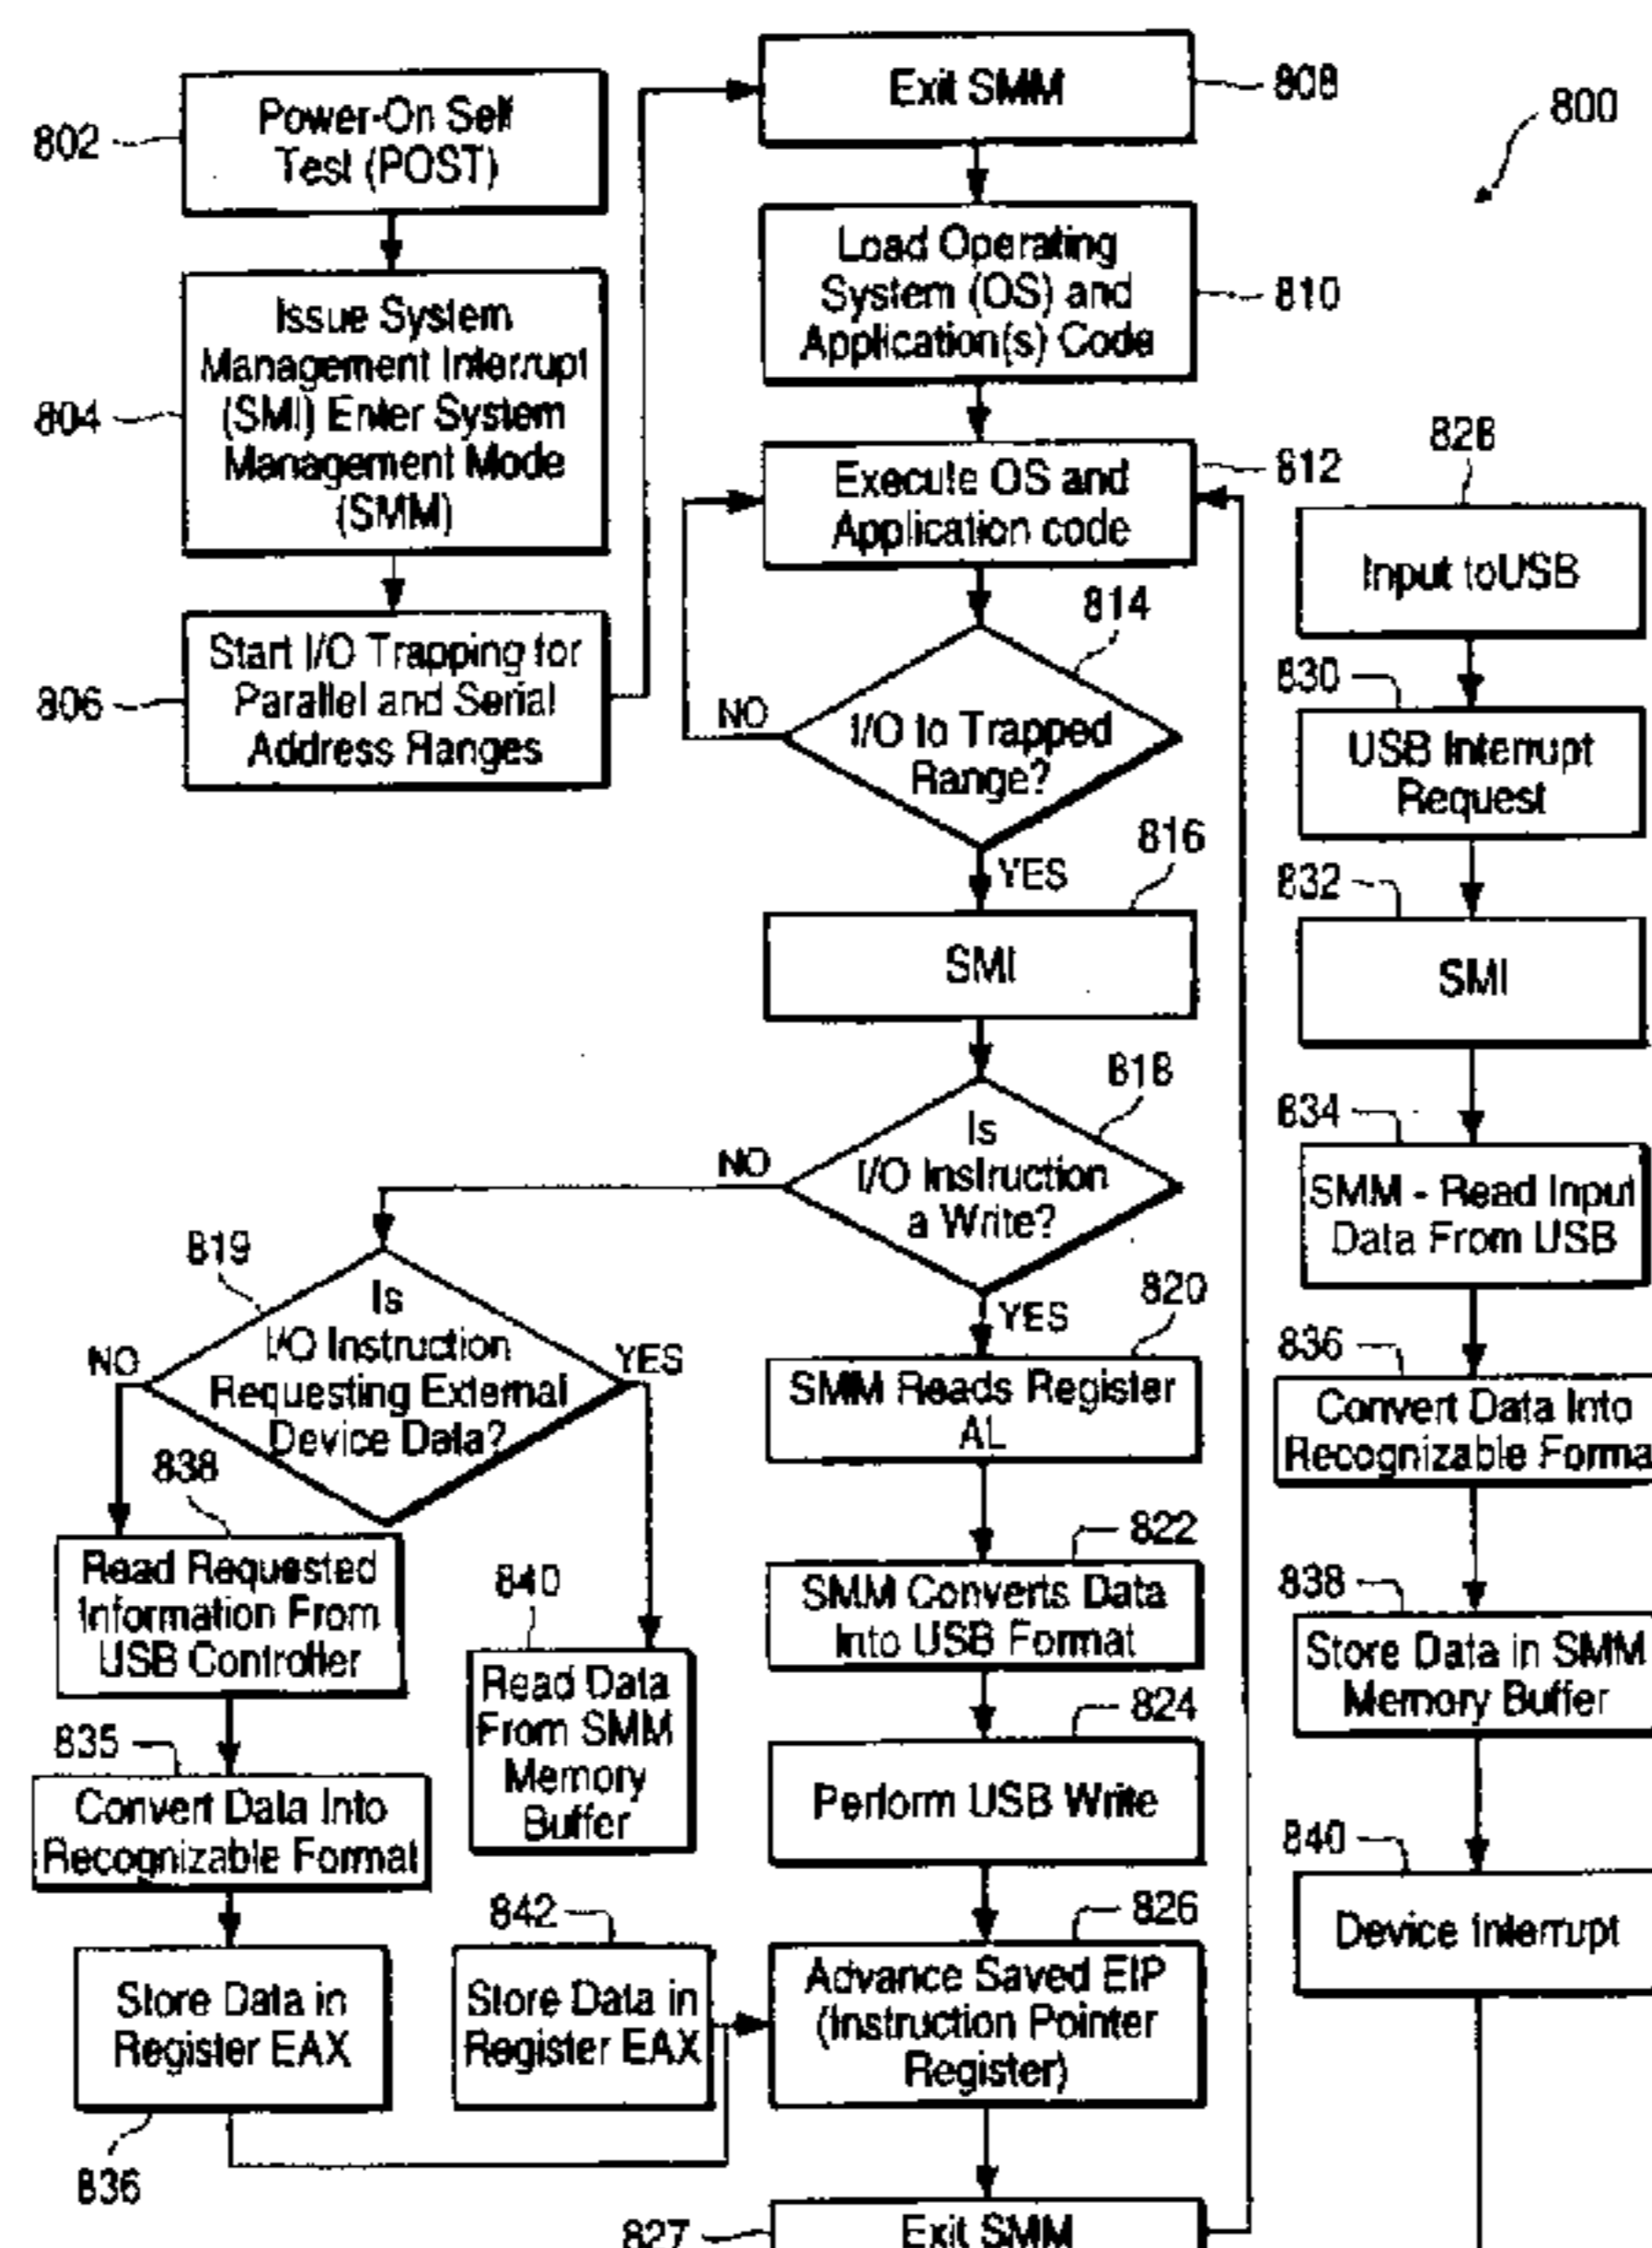 802
Power-On Self
Test (POST)
804
Issue System
Management Interrupt
(SMI) Enter System
Management Mode
(SMM)
806
Start I/O Trapping for
Parallel and Serial
Address Ranges
Exit SMM
808
800
Load Operating
System (OS) and
Application(s) Code
810
Execute OS and
Application code
812
814
NO
I/O to Trapped
Range?
YES
816
SMI
818
Is
I/O Instruction
a Write?
NO
YES
819
Is
I/O Instruction
Requesting External
Device Data?
NO
YES
838
Read Requested
Information From
USB Controller
835
Convert Data Into
Recognizable Format
Store Data in
Register EAX
836
840
Read Data
From SMM
Memory
Buffer
842
Store Data in
Register EAX
820
SMM Reads Register
AL
822
SMM Converts Data
Into USB Format
824
Perform USB Write
826
Advance Saved EIP
(Instruction Pointer
Register)
827
Exit SMM
828
Input toUSB
830
USB Interrupt
Request
832
SMI
834
SMM - Read Input
Data From USB
836
Convert Data Into
Recognizable Forma
838
Store Data in SMM
Memory Buffer
840
Device Interrupt